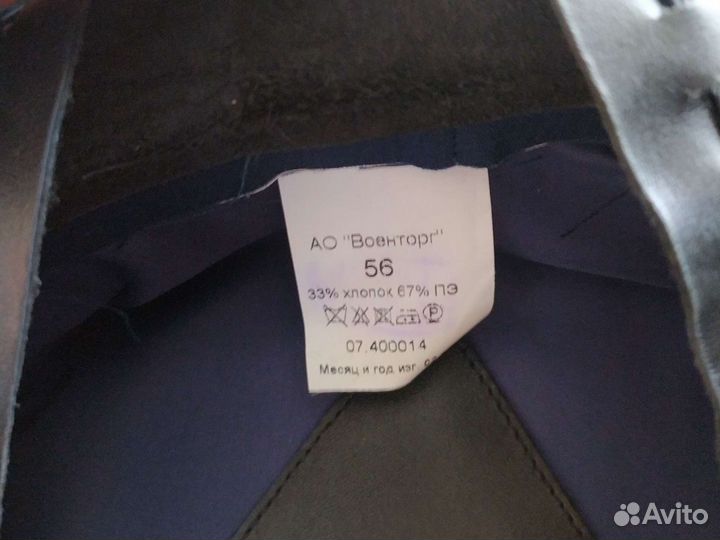 АО "Военторг"
56
33% хлопок 67% ПЭ
P
07.400014
Месяц и год изг.
Avito